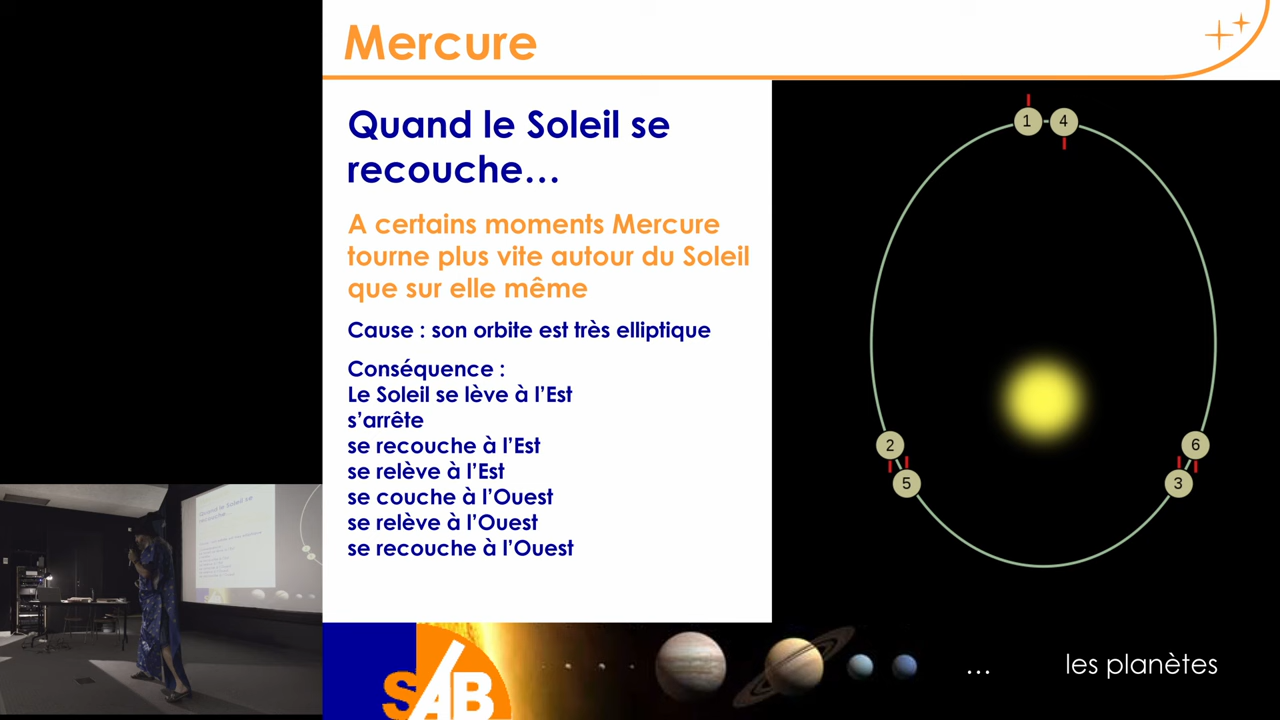 Mercure
Quand le Soleil se
recouche…
A certains moments Mercure
tourne plus vite autour du Soleil
que sur elle même
Cause : son orbite est très elliptique
Conséquence :
Le Soleil se lève à l’Est
s’arrête
se recouche à l’Est
se relève à l’Est
se couche à l’Ouest
se relève à l’Ouest
se recouche à l’Ouest
1 4
2 6
5 3
SAB
… les planètes